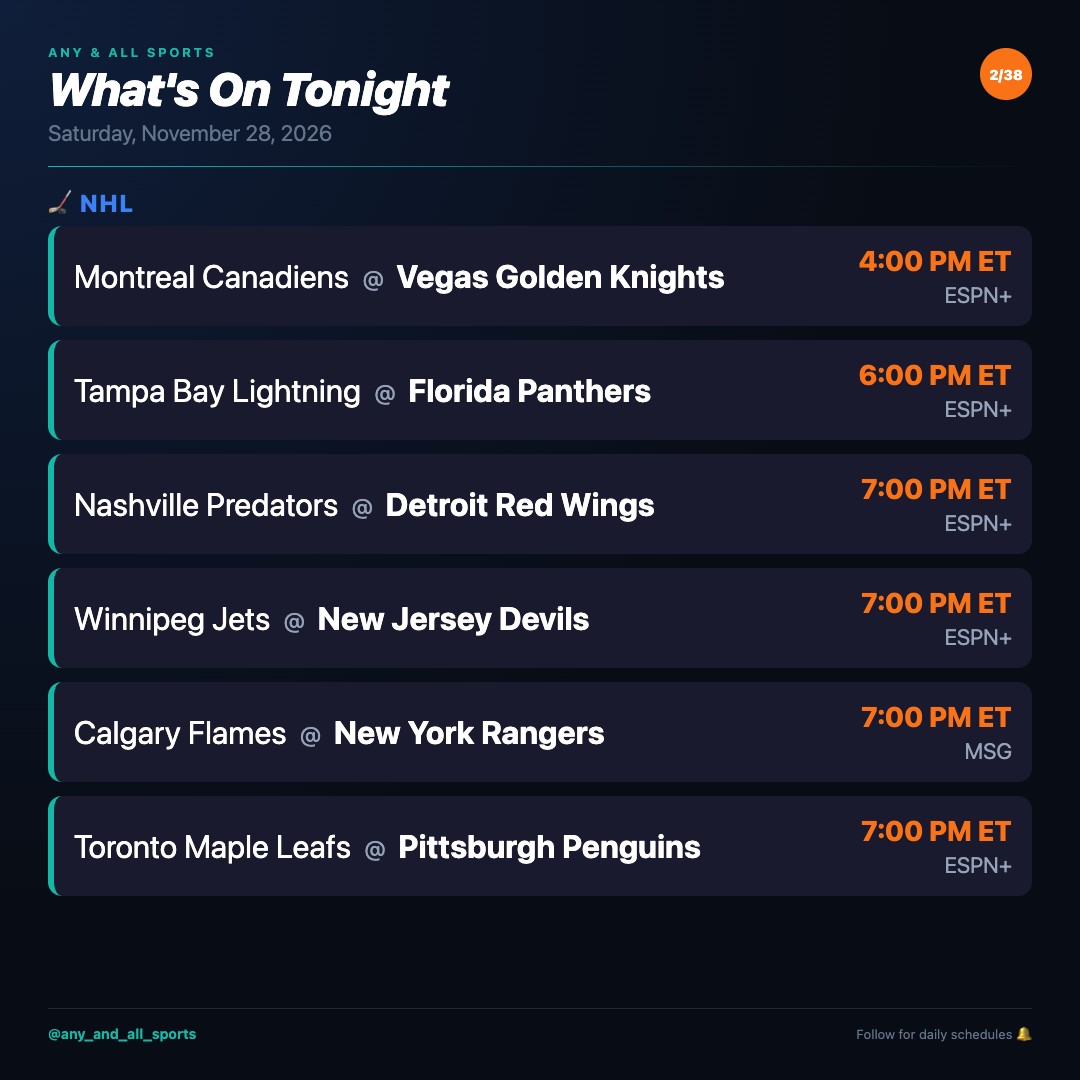 ANY & ALL SPORTS
What's On Tonight
2/38
Saturday, November 28, 2026
NHL
Montreal Canadiens @ Vegas Golden Knights
4:00 PM ET
ESPN+
Tampa Bay Lightning @ Florida Panthers
6:00 PM ET
ESPN+
Nashville Predators @ Detroit Red Wings
7:00 PM ET
ESPN+
Winnipeg Jets @ New Jersey Devils
7:00 PM ET
ESPN+
Calgary Flames @ New York Rangers
7:00 PM ET
MSG
Toronto Maple Leafs @ Pittsburgh Penguins
7:00 PM ET
ESPN+
@any_and_all_sports
Follow for daily schedules 🔔